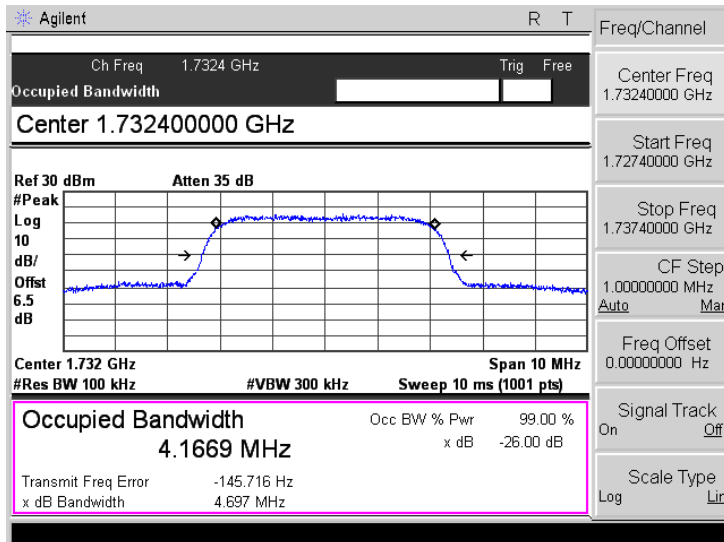 Agilent R T
Ch Freq 1.7324 GHz Trig Free
Occupied Bandwidth
Center 1.732400000 GHz
Ref 30 dBm Atten 35 dB
#Peak
Log
10
dB/
Offst
6.5
dB
Center 1.732 GHz Span 10 MHz
#Res BW 100 kHz #VBW 300 kHz Sweep 10 ms (1001 pts)
Occupied Bandwidth Occ BW % Pwr 99.00 %
4.1669 MHz x dB -26.00 dB
Transmit Freq Error -145.716 Hz
x dB Bandwidth 4.697 MHz
Freq/Channel
Center Freq
1.73240000 GHz
Start Freq
1.72740000 GHz
Stop Freq
1.73740000 GHz
CF Step
1.00000000 MHz
Auto Man
Freq Offset
0.00000000 Hz
Signal Track
On Off
Scale Type
Log Lin